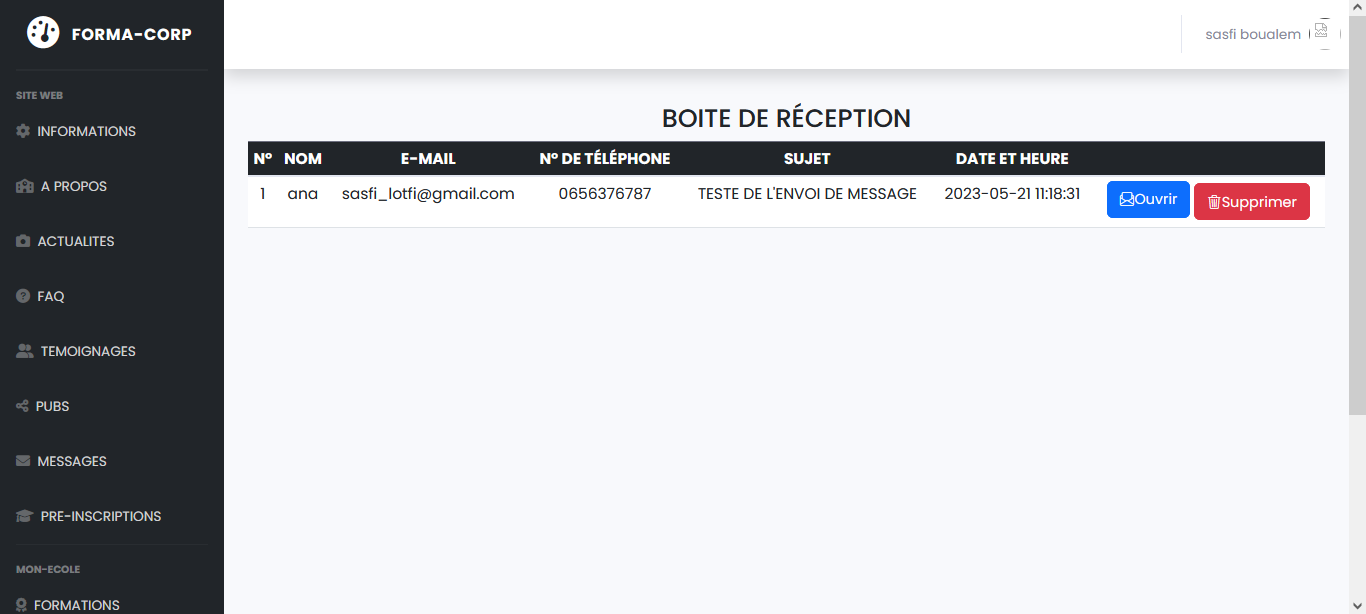 FORMA-CORP
sasfi boualem
SITE WEB
INFORMATIONS
A PROPOS
ACTUALITES
FAQ
TEMOIGNAGES
PUBS
MESSAGES
PRE-INSCRIPTIONS
MON-ECOLE
FORMATIONS
BOITE DE RÉCEPTION
N° NOM E-MAIL N° DE TÉLÉPHONE SUJET DATE ET HEURE
1 ana sasfi_lotfi@gmail.com 0656376787 TESTE DE L'ENVOI DE MESSAGE 2023-05-21 11:18:31 Ouvrir Supprimer